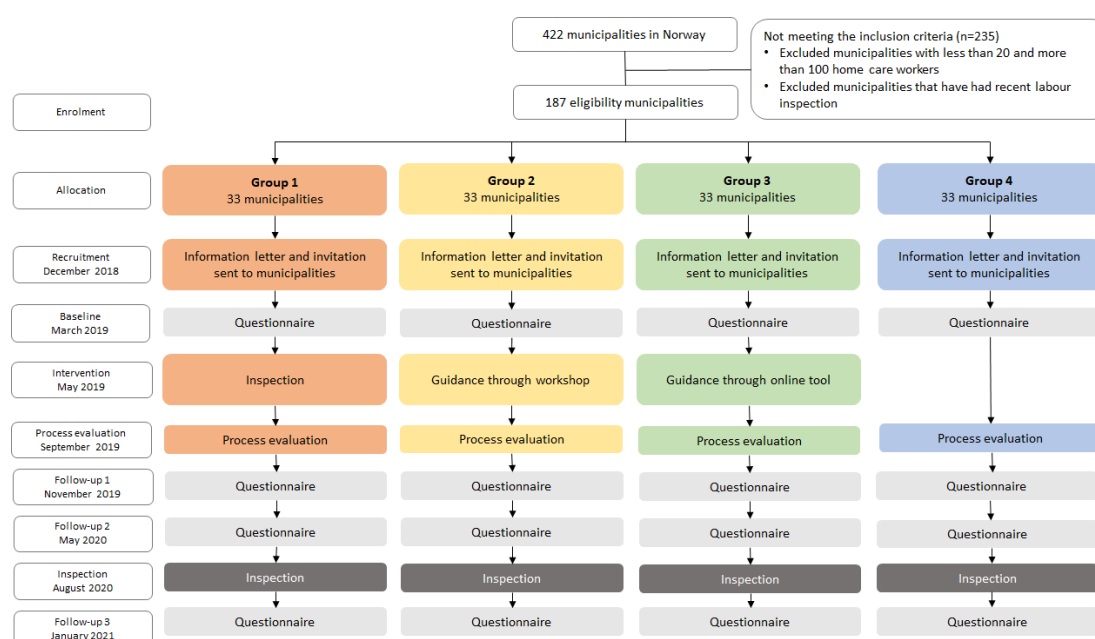 422 municipalities in Norway
Not meeting the inclusion criteria (n=235)
• Excluded municipalities with less than 20 and more
than 100 home care workers
• Excluded municipalities that have had recent labour
inspection
187 eligibility municipalities
Enrolment
Allocation
Group 1
33 municipalities
Group 2
33 municipalities
Group 3
33 municipalities
Group 4
33 municipalities
Recruitment
December 2018
Information letter and invitation
sent to municipalities
Information letter and invitation
sent to municipalities
Information letter and invitation
sent to municipalities
Information letter and invitation
sent to municipalities
Baseline
March 2019
Questionnaire
Questionnaire
Questionnaire
Questionnaire
Intervention
May 2019
Inspection
Guidance through workshop
Guidance through online tool
Process evaluation
September 2019
Process evaluation
Process evaluation
Process evaluation
Process evaluation
Follow-up 1
November 2019
Questionnaire
Questionnaire
Questionnaire
Questionnaire
Follow-up 2
May 2020
Questionnaire
Questionnaire
Questionnaire
Questionnaire
Inspection
August 2020
Inspection
Inspection
Inspection
Inspection
Follow-up 3
January 2021
Questionnaire
Questionnaire
Questionnaire
Questionnaire